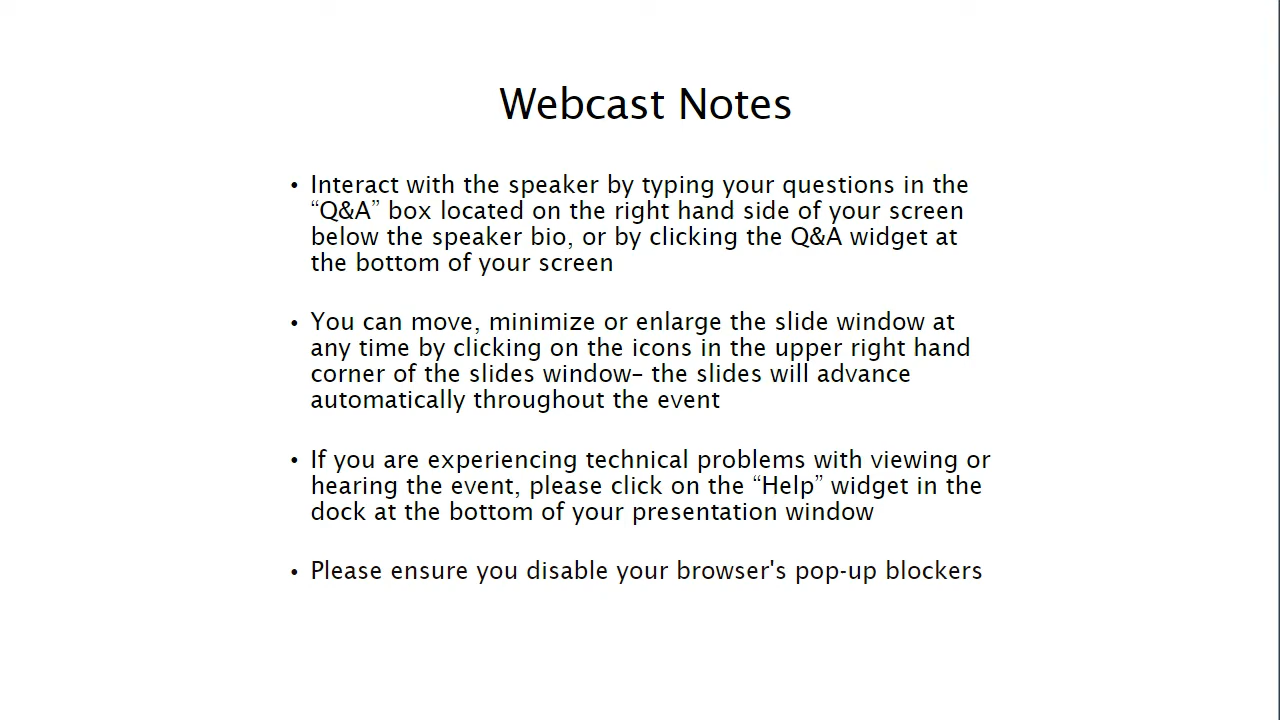 Webcast Notes
• Interact with the speaker by typing your questions in the
“Q&A” box located on the right hand side of your screen
below the speaker bio, or by clicking the Q&A widget at
the bottom of your screen
• You can move, minimize or enlarge the slide window at
any time by clicking on the icons in the upper right hand
corner of the slides window– the slides will advance
automatically throughout the event
• If you are experiencing technical problems with viewing or
hearing the event, please click on the “Help” widget in the
dock at the bottom of your presentation window
• Please ensure you disable your browser's pop-up blockers